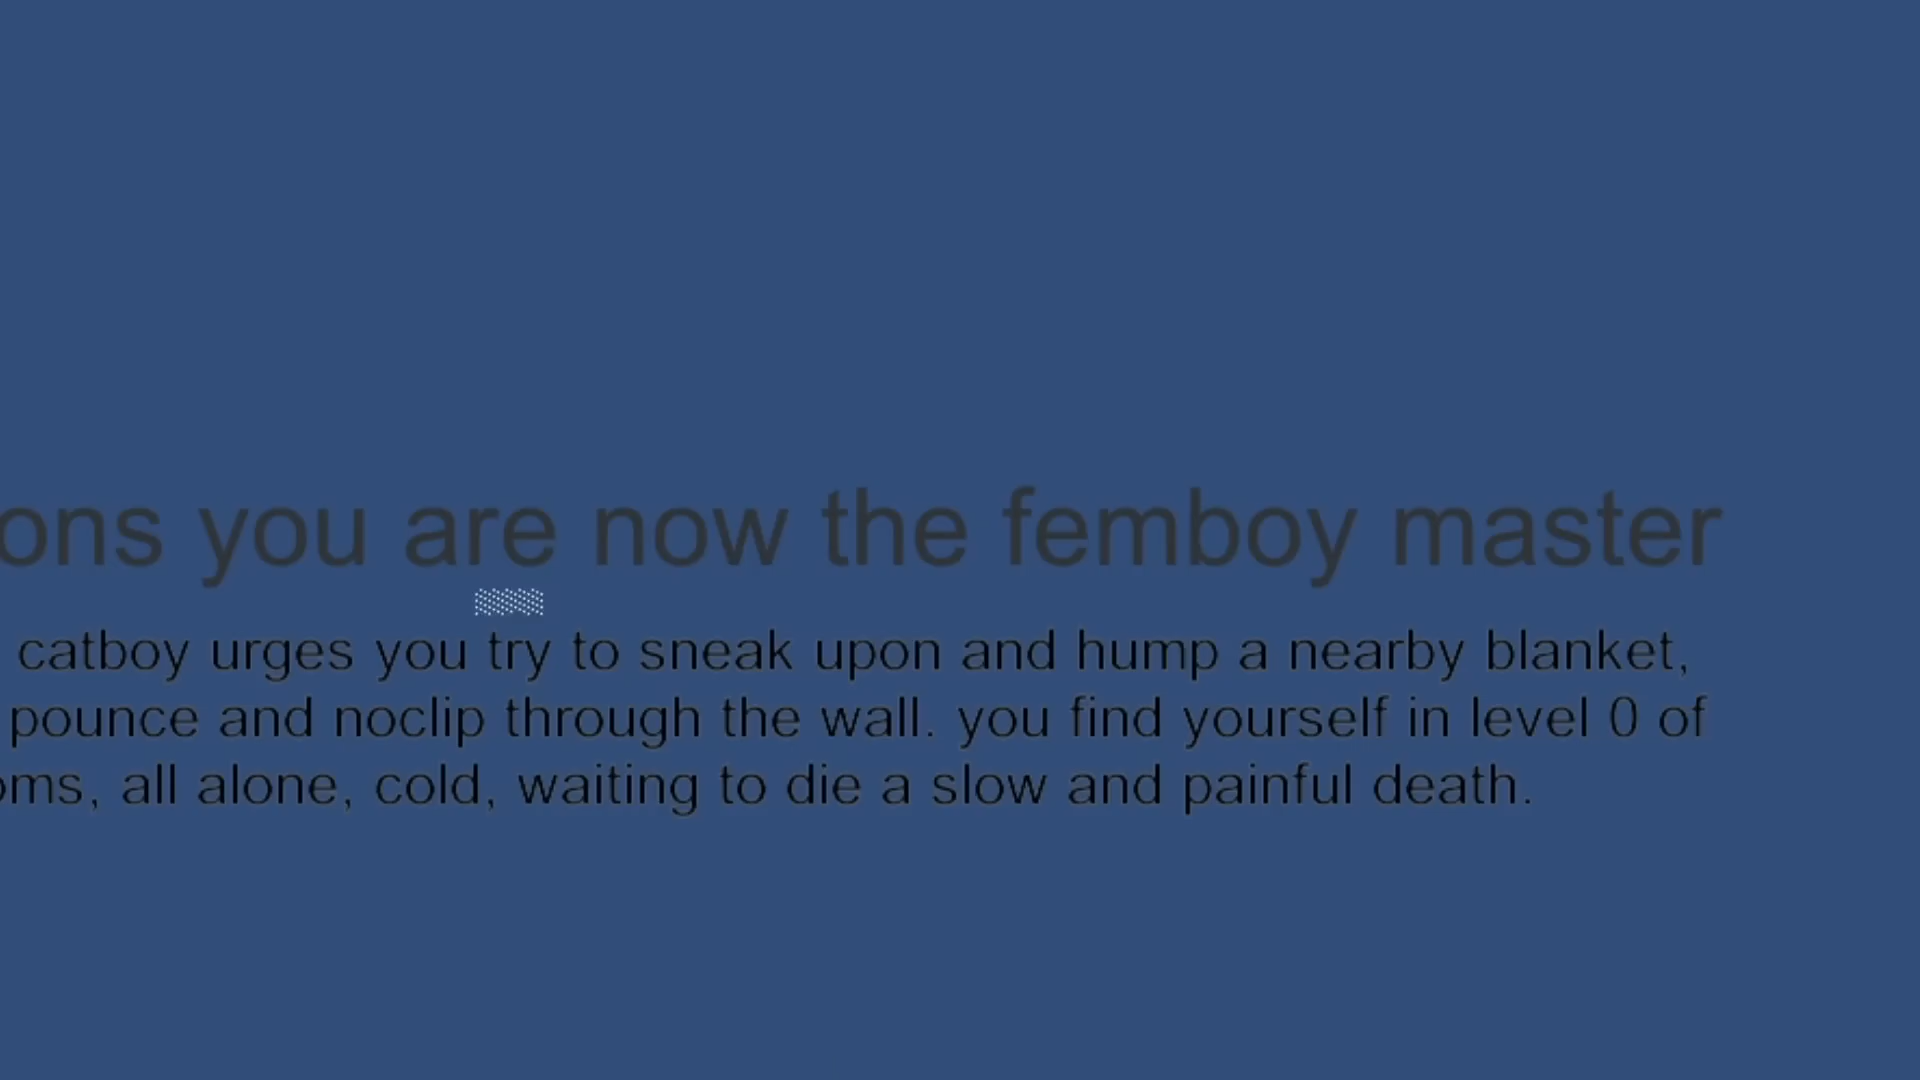 ons you are now the femboy master
catboy urges you try to sneak upon and hump a nearby blanket,
pounce and noclip through the wall. you find yourself in level 0 of
oms, all alone, cold, waiting to die a slow and painful death.